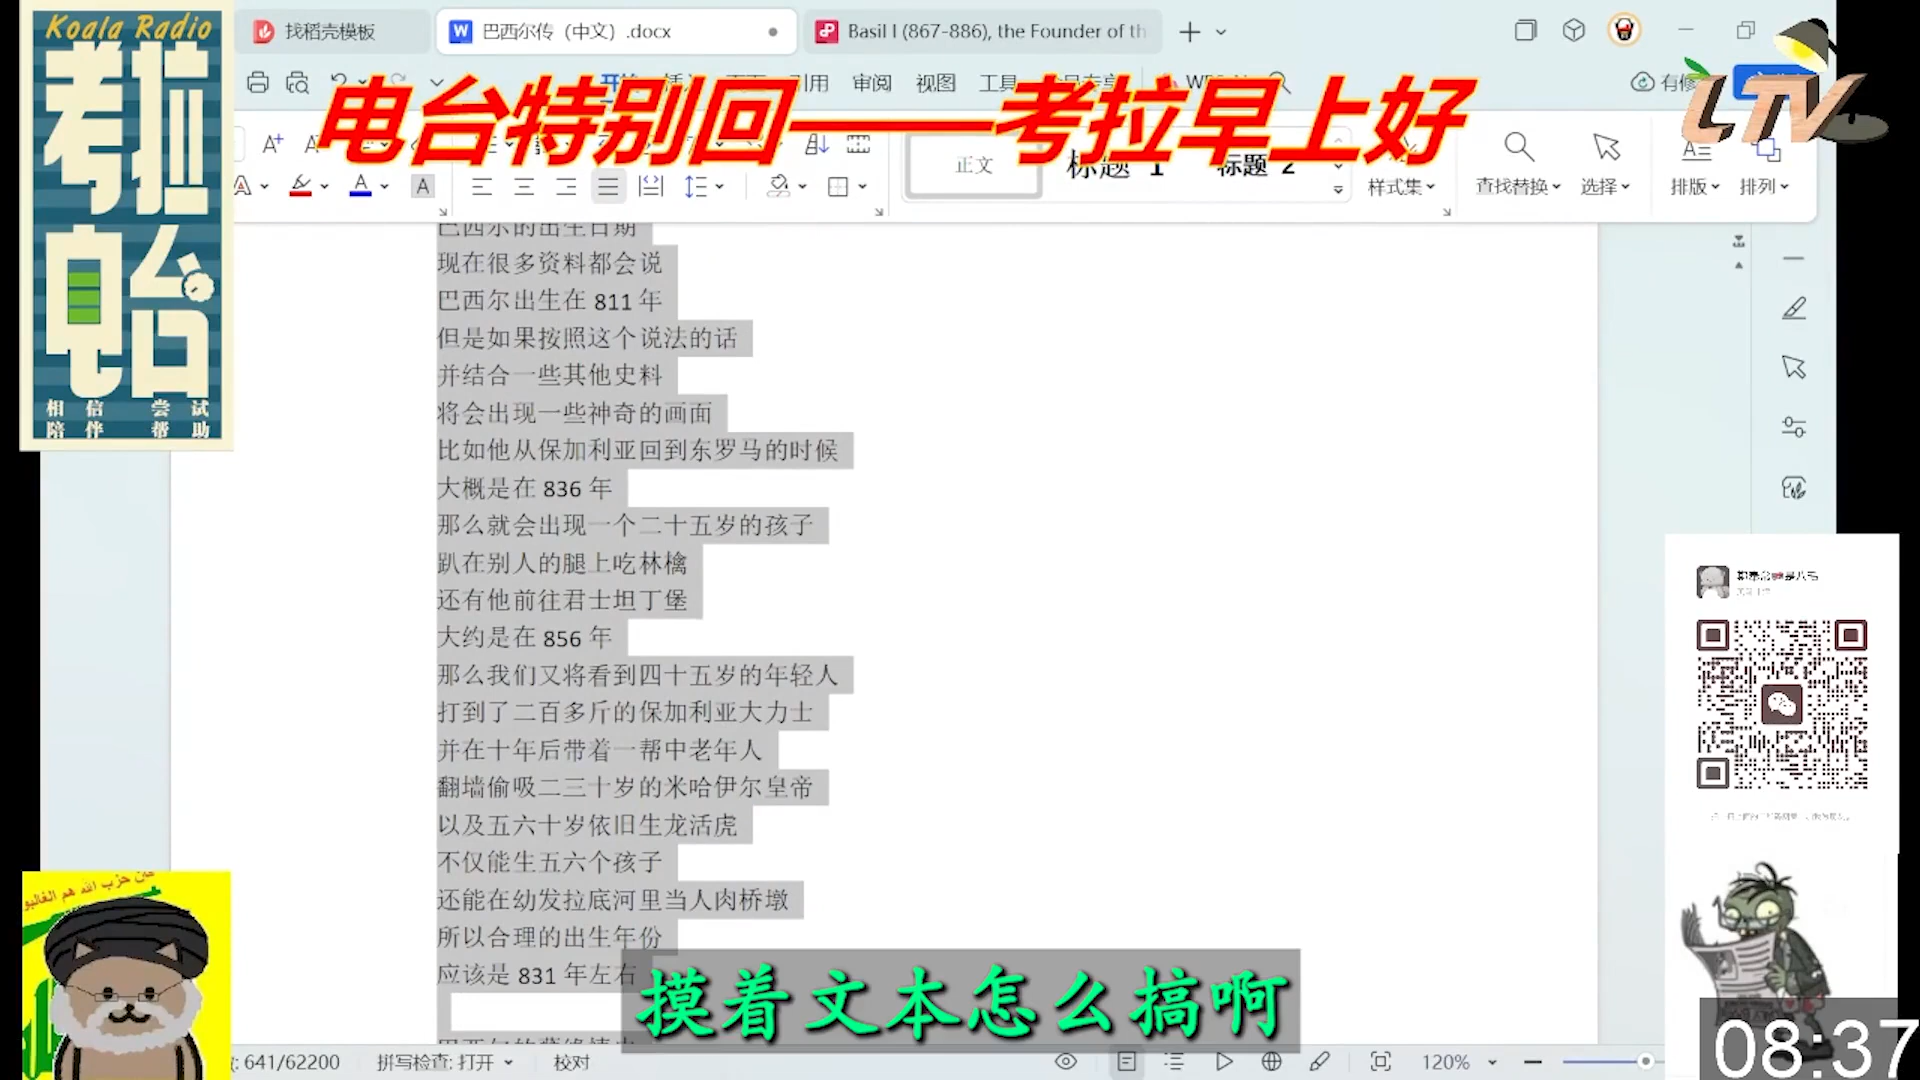 Koala Radio
考拉
电台
相信 尝试
陪伴 帮助
找稻壳模板
巴西尔传（中文）.docx
Basil I (867-886), the Founder of th
引用 审阅 视图 工具
电台特别回——考拉早上好
LTV
正文
标题 1
标题 2
样式集
查找替换
选择
排版
排列
巴西尔的出生日期
现在很多资料都会说
巴西尔出生在 811 年
但是如果按照这个说法的话
并结合一些其他史料
将会出现一些神奇的画面
比如他从保加利亚回到东罗马的时候
大概是在 836 年
那么就会出现一个二十五岁的孩子
趴在别人的腿上吃林檎
还有他前往君士坦丁堡
大约是在 856 年
那么我们又将看到四十五岁的年轻人
打到了二百多斤的保加利亚大力士
并在十年后带着一帮中老年人
翻墙偷吸二三十岁的米哈伊尔皇帝
以及五六十岁依旧生龙活虎
不仅能生五六个孩子
还能在幼发拉底河里当人肉桥墩
所以合理的出生年份
应该是 831 年左右
摸着文本怎么搞啊
: 641/62200
拼写检查: 打开
校对
120%
08:37